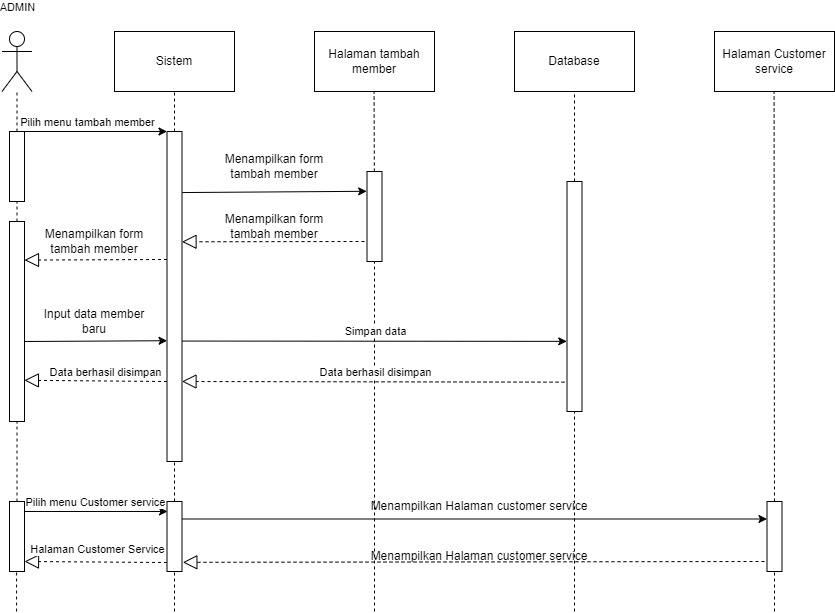 ADMIN
Sistem
Halaman tambah
member
Database
Halaman Customer
service
Pilih menu tambah member
Menampilkan form
tambah member
Menampilkan form
tambah member
Menampilkan form
tambah member
Input data member
baru
Simpan data
Data berhasil disimpan
Data berhasil disimpan
Pilih menu Customer service
Menampilkan Halaman customer service
Halaman Customer Service
Menampilkan Halaman customer service